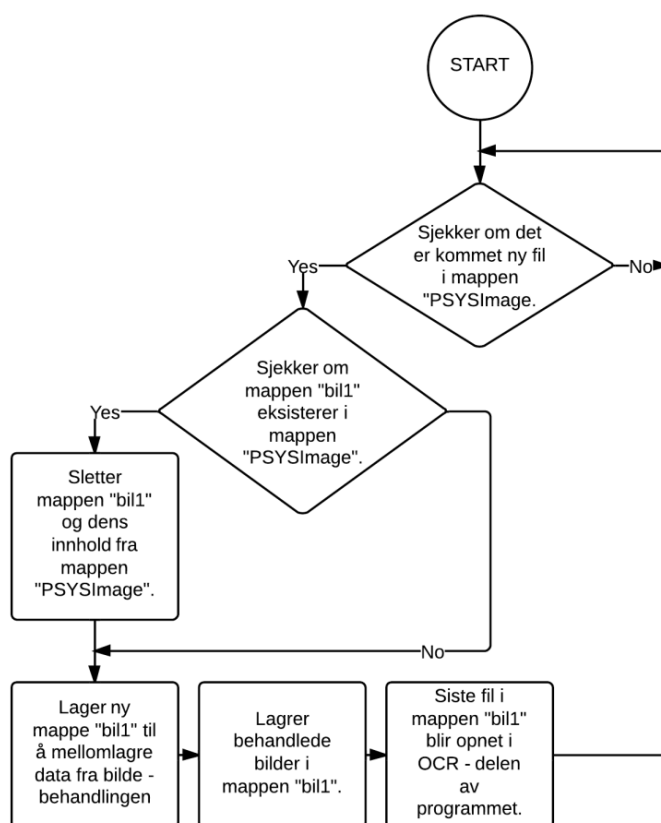 START
Sjekker om det
er kommet ny fil
i mappen
"PSYSImage.
Yes
No
Sjekker om
mappen "bil1"
eksisterer i
mappen
"PSYSImage".
Yes
Sletter
mappen "bil1"
og dens
innhold fra
mappen
"PSYSImage".
No
Lager ny
mappe "bil1" til
å mellomlagre
data fra bilde -
behandlingen
Lagrer
behandlede
bilder i
mappen "bil1".
Siste fil i
mappen "bil1"
blir opnet i
OCR - delen
av
programmet.